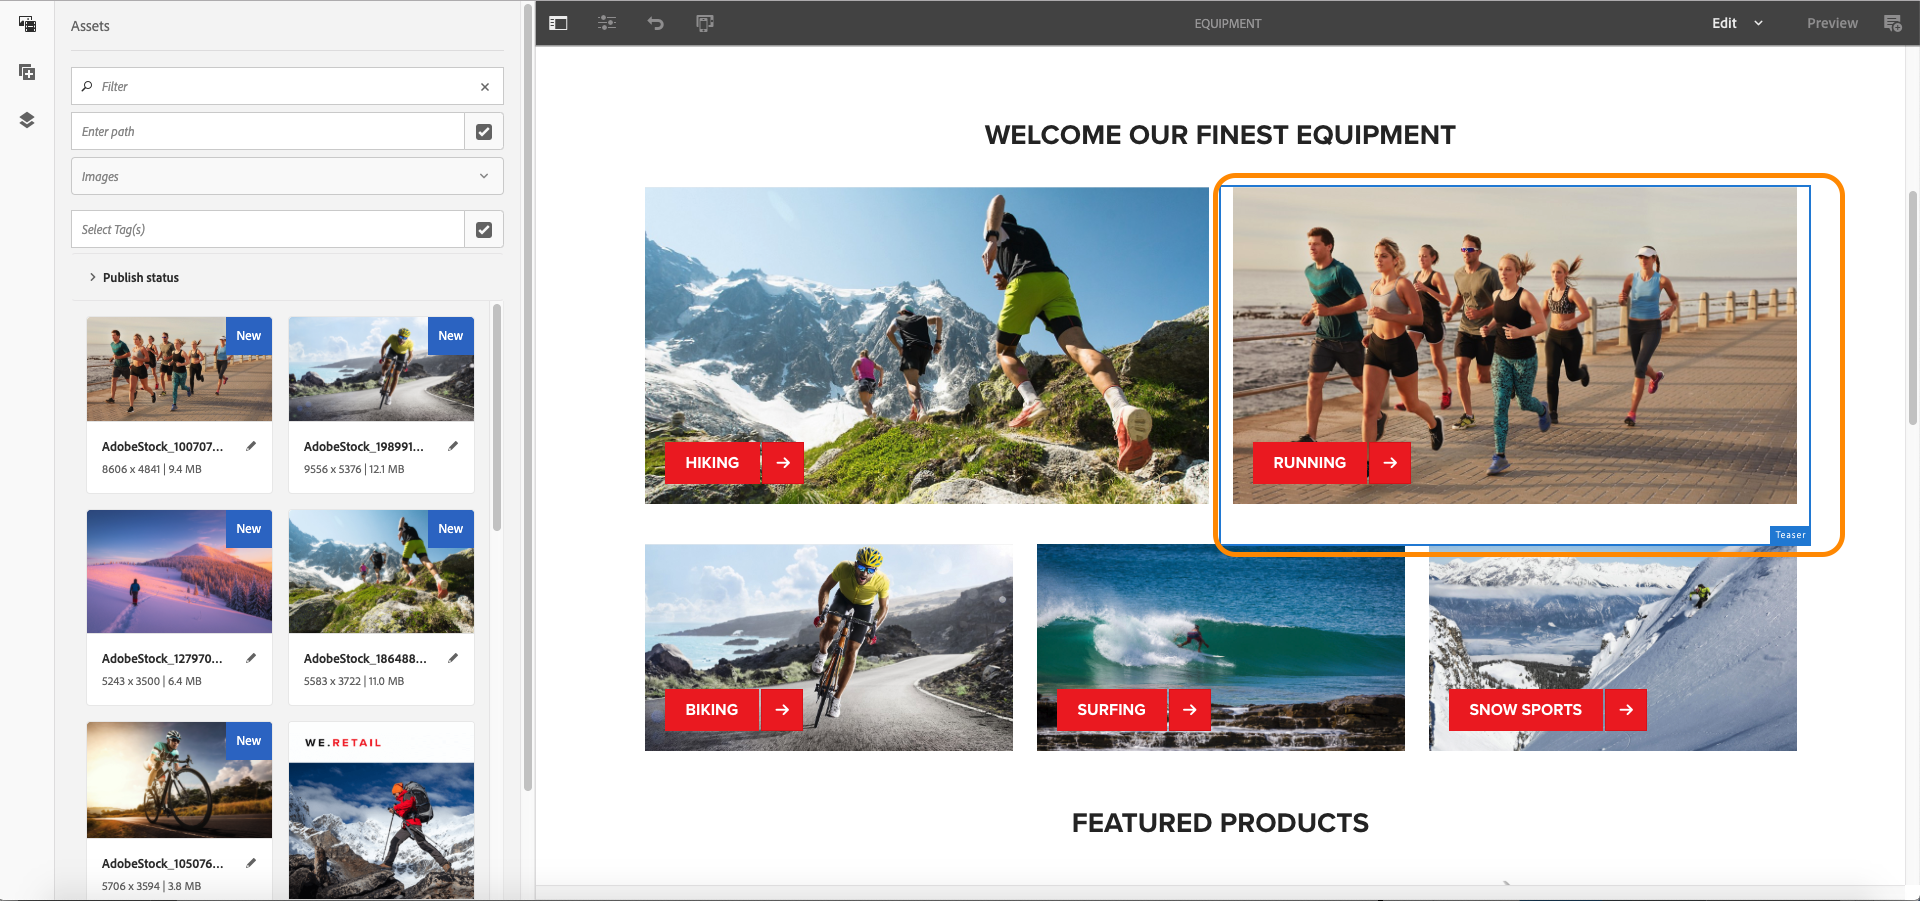 Assets
Filter
Enter path
Images
Select Tag(s)
Publish status
New
AdobeStock_100707...
8606 x 4841 | 9.4 MB
New
AdobeStock_198991...
9556 x 5376 | 12.1 MB
New
AdobeStock_127970...
5243 x 3500 | 6.4 MB
New
AdobeStock_186488...
5583 x 3722 | 11.0 MB
New
AdobeStock_105076...
5706 x 3594 | 3.8 MB
WE.RETAIL
EQUIPMENT
Edit
Preview
WELCOME OUR FINEST EQUIPMENT
HIKING
RUNNING
Teaser
BIKING
SURFING
SNOW SPORTS
FEATURED PRODUCTS